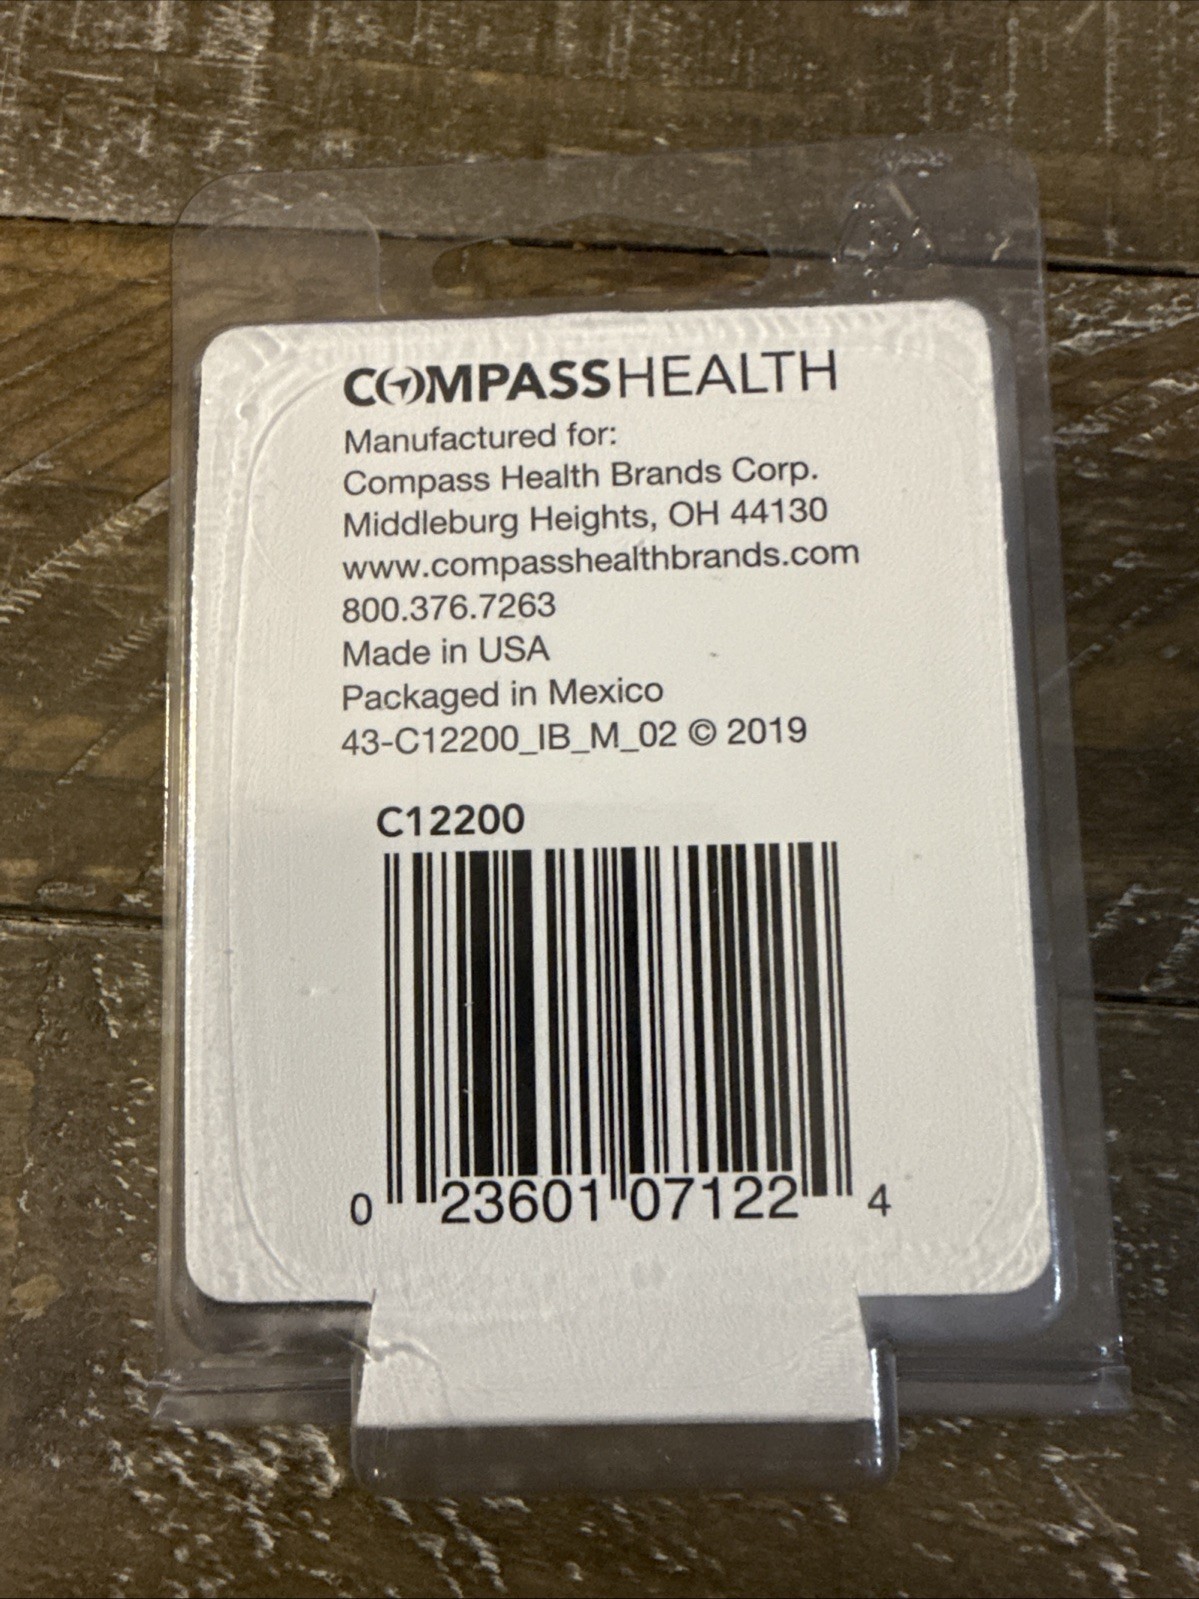 COMPASSHEALTH
Manufactured for:
Compass Health Brands Corp.
Middleburg Heights, OH 44130
www.compasshealthbrands.com
800.376.7263
Made in USA
Packaged in Mexico
43-C12200_IB_M_02 © 2019
C12200
0 23601 07122 4